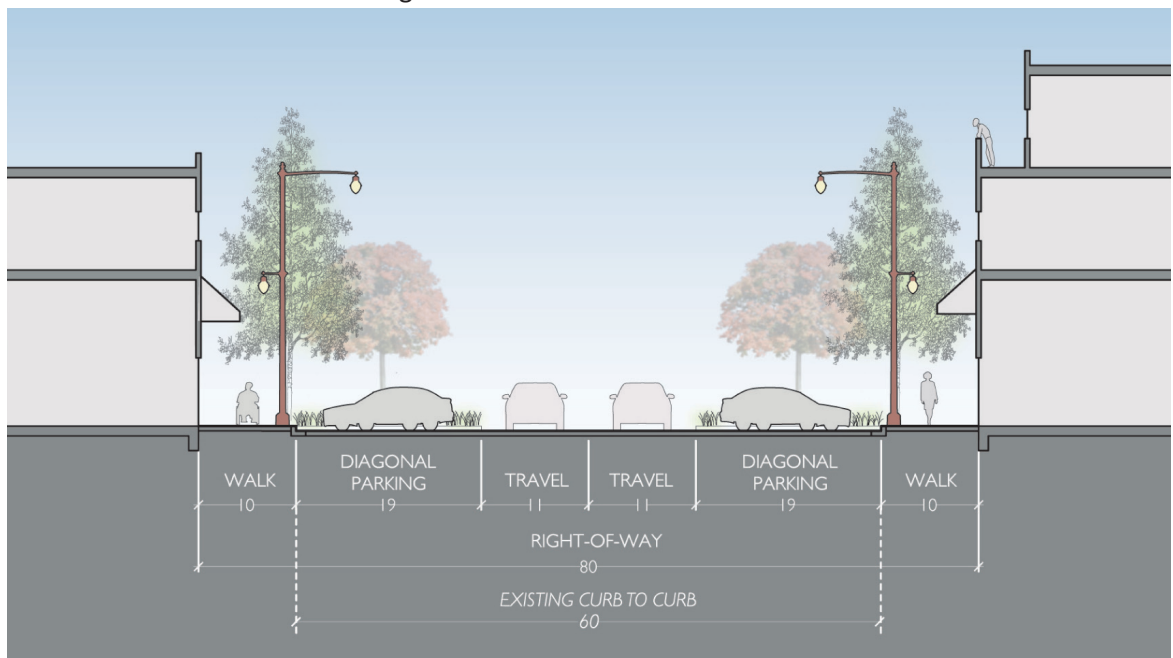 WALK
10
DIAGONAL
PARKING
19
TRAVEL
11
TRAVEL
11
DIAGONAL
PARKING
19
WALK
10
RIGHT-OF-WAY
80
EXISTING CURB TO CURB
60